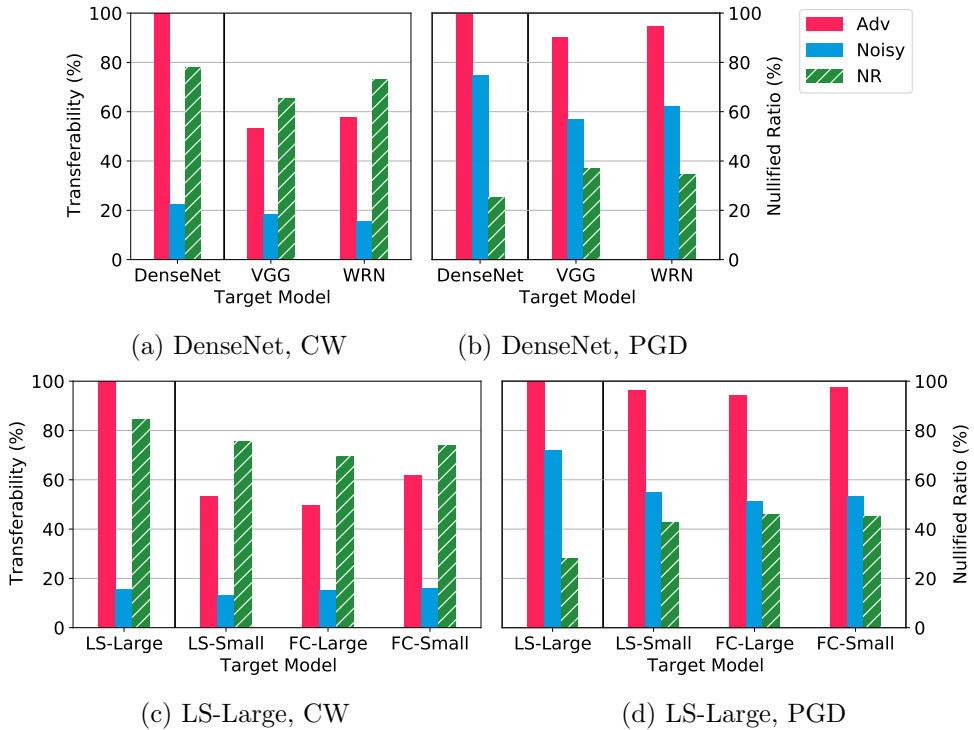 Transferability (%)
100
80
60
40
20
0
DenseNet VGG WRN
Target Model
100
80
60
40
20
0
Nullified Ratio (%)
DenseNet VGG WRN
Target Model
Adv
Noisy
NR
(a) DenseNet, CW
(b) DenseNet, PGD
Transferability (%)
100
80
60
40
20
0
LS-Large LS-Small FC-Large FC-Small
Target Model
100
80
60
40
20
0
Nullified Ratio (%)
LS-Large LS-Small FC-Large FC-Small
Target Model
(c) LS-Large, CW
(d) LS-Large, PGD